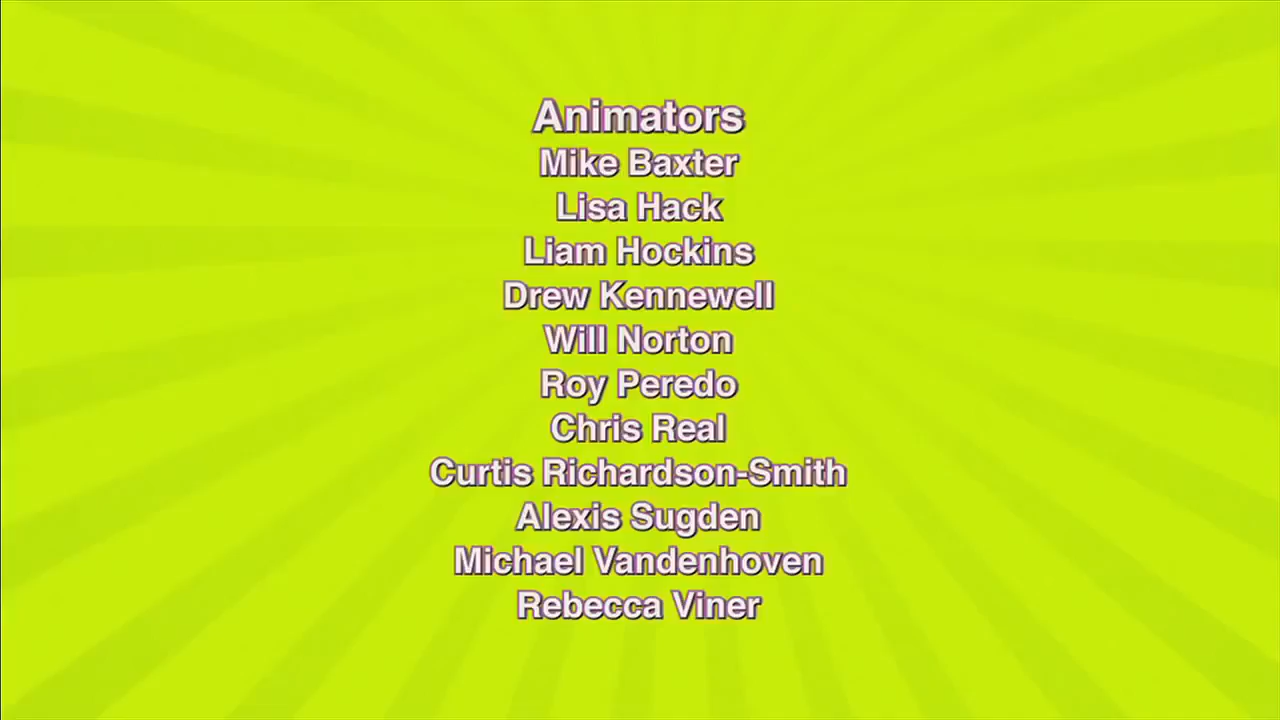 Animators
Mike Baxter
Lisa Hack
Liam Hockins
Drew Kennewell
Will Norton
Roy Peredo
Chris Real
Curtis Richardson-Smith
Alexis Sugden
Michael Vandenhoven
Rebecca Viner